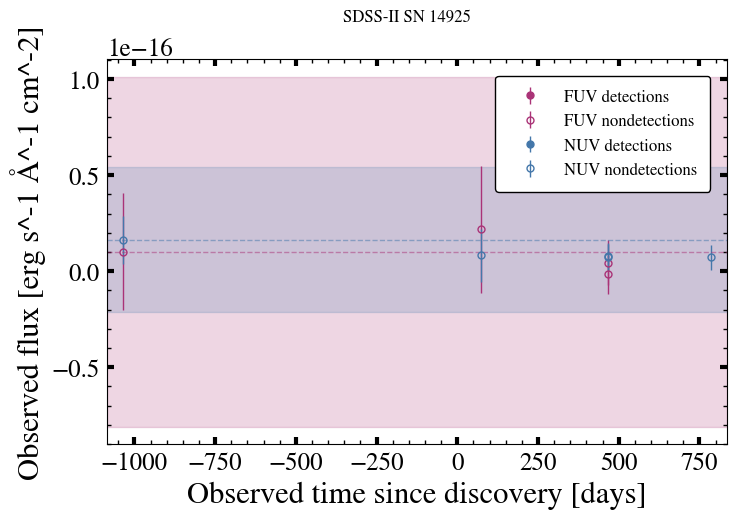 SDSS-II SN 14925
1e−16
FUV detections
FUV nondetections
NUV detections
NUV nondetections
1.0
0.5
0.0
−0.5
Observed flux [erg s^-1 Å^-1 cm^-2]
−1000 −750 −500 −250 0 250 500 750
Observed time since discovery [days]